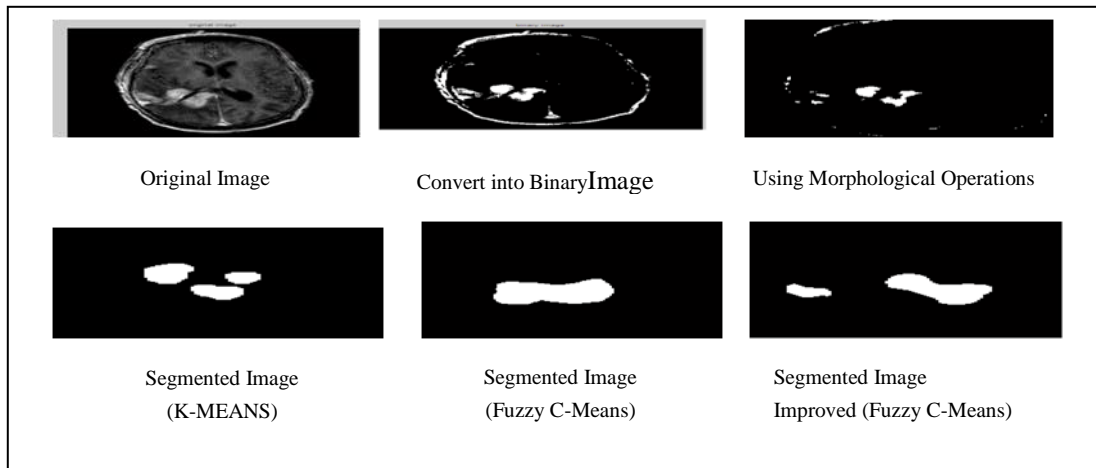 Original Image
Convert into BinaryImage
Using Morphological Operations
Segmented Image
(K-MEANS)
Segmented Image
(Fuzzy C-Means)
Segmented Image
Improved (Fuzzy C-Means)